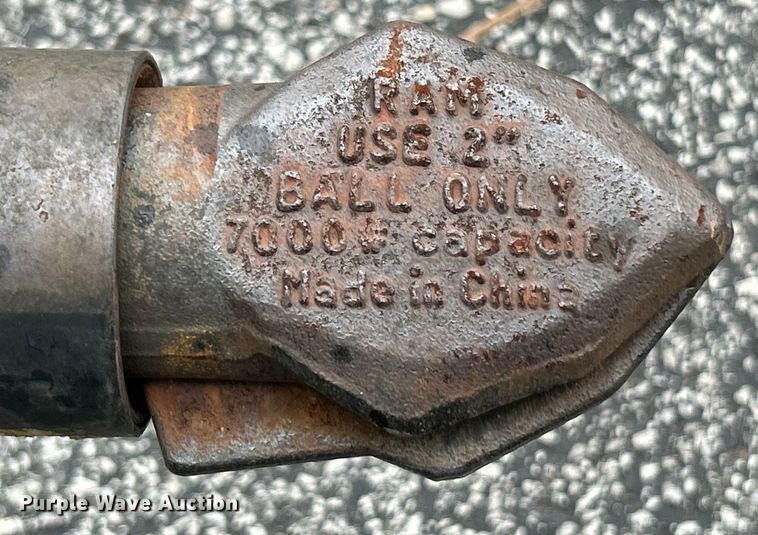 RAM
USE 2"
BALL ONLY
7000# capacity
Made in China
Purple Wave Auction